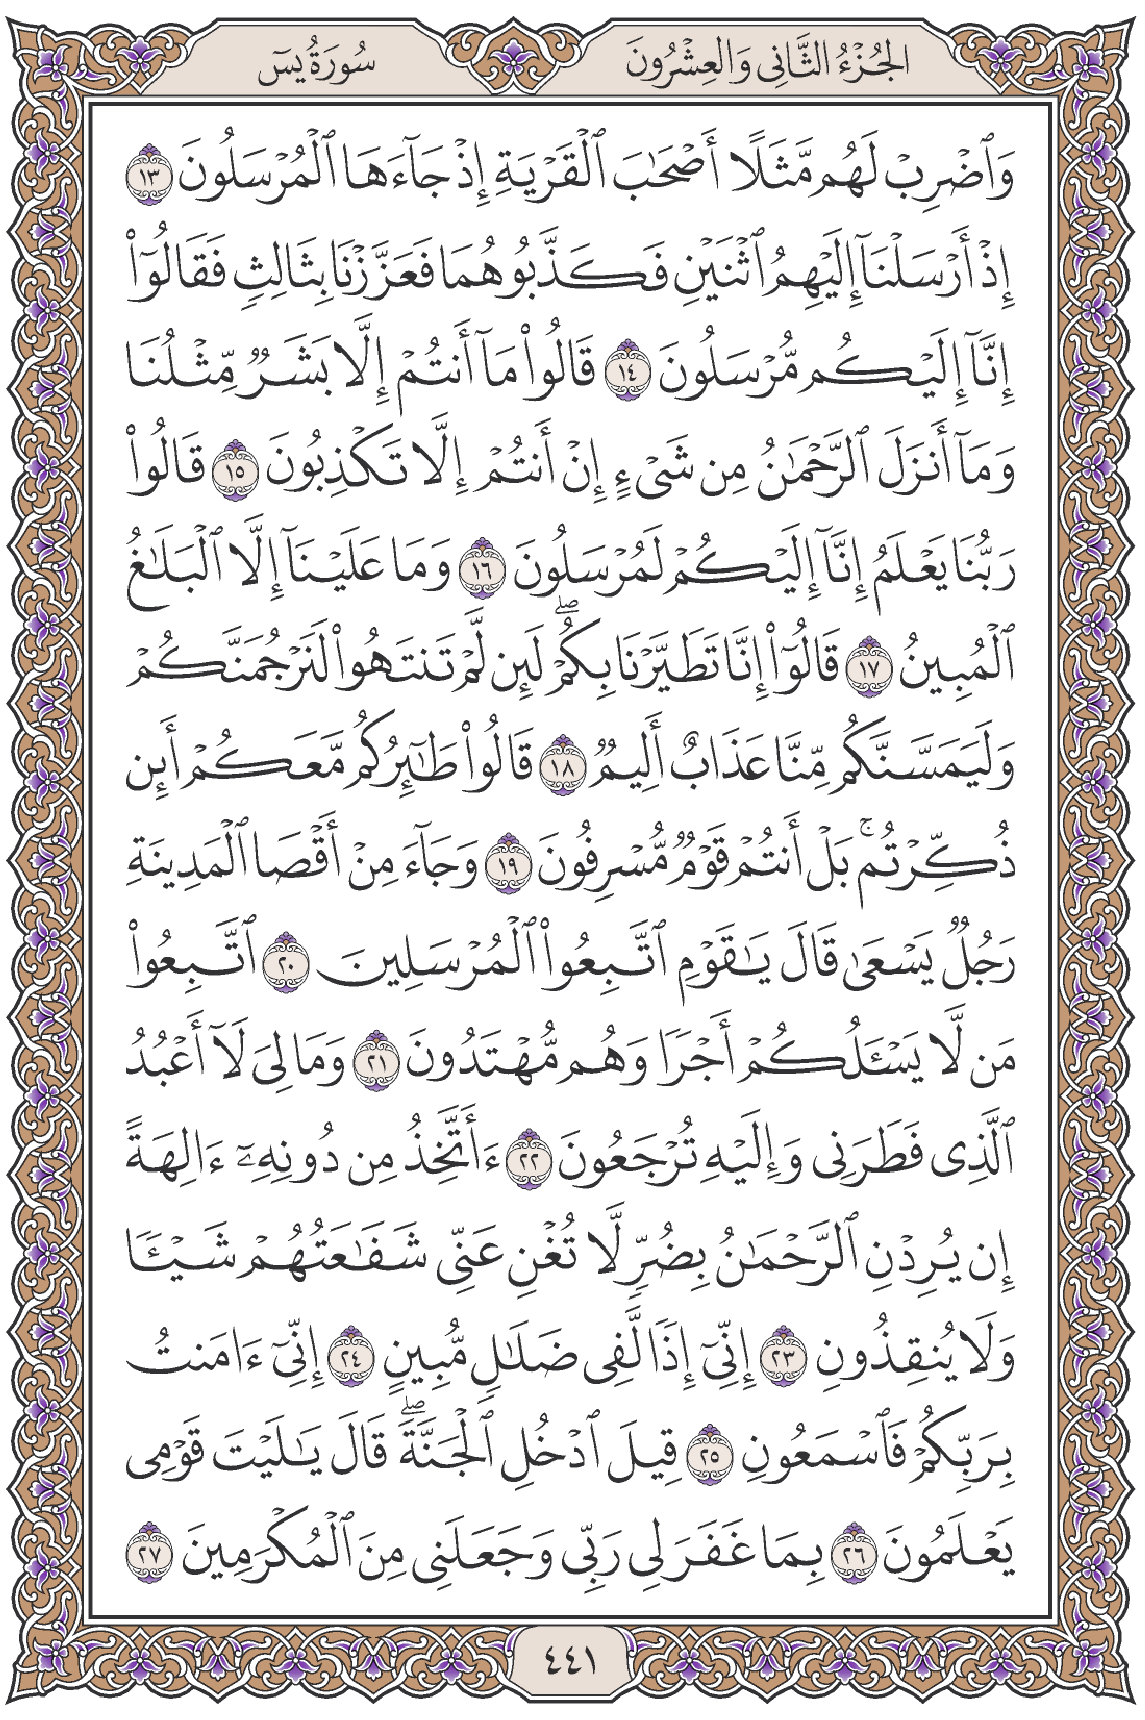 الجُزْءُ الثَّانِي وَالعِشْرُونَ
سُورَةُ يسٓ
وَٱضْرِبْ لَهُم مَّثَلًا أَصْحَٰبَ ٱلْقَرْيَةِ إِذْ جَآءَهَا ٱلْمُرْسَلُونَ ١٣
إِذْ أَرْسَلْنَآ إِلَيْهِمُ ٱثْنَيْنِ فَكَذَّبُوهُمَا فَعَزَّزْنَا بِثَالِثٍ فَقَالُوٓا۟
إِنَّآ إِلَيْكُم مُّرْسَلُونَ ١٤ قَالُوا۟ مَآ أَنتُمْ إِلَّا بَشَرٌ مِّثْلُنَا
وَمَآ أَنزَلَ ٱلرَّحْمَٰنُ مِن شَىْءٍ إِنْ أَنتُمْ إِلَّا تَكْذِبُونَ ١٥ قَالُوا۟
رَبُّنَا يَعْلَمُ إِنَّآ إِلَيْكُمْ لَمُرْسَلُونَ ١٦ وَمَا عَلَيْنَآ إِلَّا ٱلْبَلَٰغُ
ٱلْمُبِينُ ١٧ قَالُوٓا۟ إِنَّا تَطَيَّرْنَا بِكُمْ ۖ لَئِن لَّمْ تَنتَهُوا۟ لَنَرْجُمَنَّكُمْ
وَلَيَمَسَّنَّكُم مِّنَّا عَذَابٌ أَلِيمٌ ١٨ قَالُوا۟ طَٰٓئِرُكُم مَّعَكُمْ أَئِن
ذُكِّرْتُم ۚ بَلْ أَنتُمْ قَوْمٌ مُّسْرِفُونَ ١٩ وَجَآءَ مِنْ أَقْصَا ٱلْمَدِينَةِ
رَجُلٌ يَسْعَىٰ قَالَ يَٰقَوْمِ ٱتَّبِعُوا۟ ٱلْمُرْسَلِينَ ٢٠ ٱتَّبِعُوا۟
مَن لَّا يَسْـَٔلُكُمْ أَجْرًا وَهُم مُّهْتَدُونَ ٢١ وَمَا لِىَ لَآ أَعْبُدُ
ٱلَّذِى فَطَرَنِى وَإِلَيْهِ تُرْجَعُونَ ٢٢ ءَأَتَّخِذُ مِن دُونِهِۦٓ ءَالِهَةً
إِن يُرِدْنِ ٱلرَّحْمَٰنُ بِضُرٍّ لَّا تُغْنِ عَنِّى شَفَٰعَتُهُمْ شَيْـًٔا
وَلَا يُنقِذُونِ ٢٣ إِنِّىٓ إِذًا لَّفِى ضَلَٰلٍ مُّبِينٍ ٢٤ إِنِّىٓ ءَامَنتُ
بِرَبِّكُمْ فَٱسْمَعُونِ ٢٥ قِيلَ ٱدْخُلِ ٱلْجَنَّةَ ۖ قَالَ يَٰلَيْتَ قَوْمِى
يَعْلَمُونَ ٢٦ بِمَا غَفَرَ لِى رَبِّى وَجَعَلَنِى مِنَ ٱلْمُكْرَمِينَ ٢٧
٤٤١